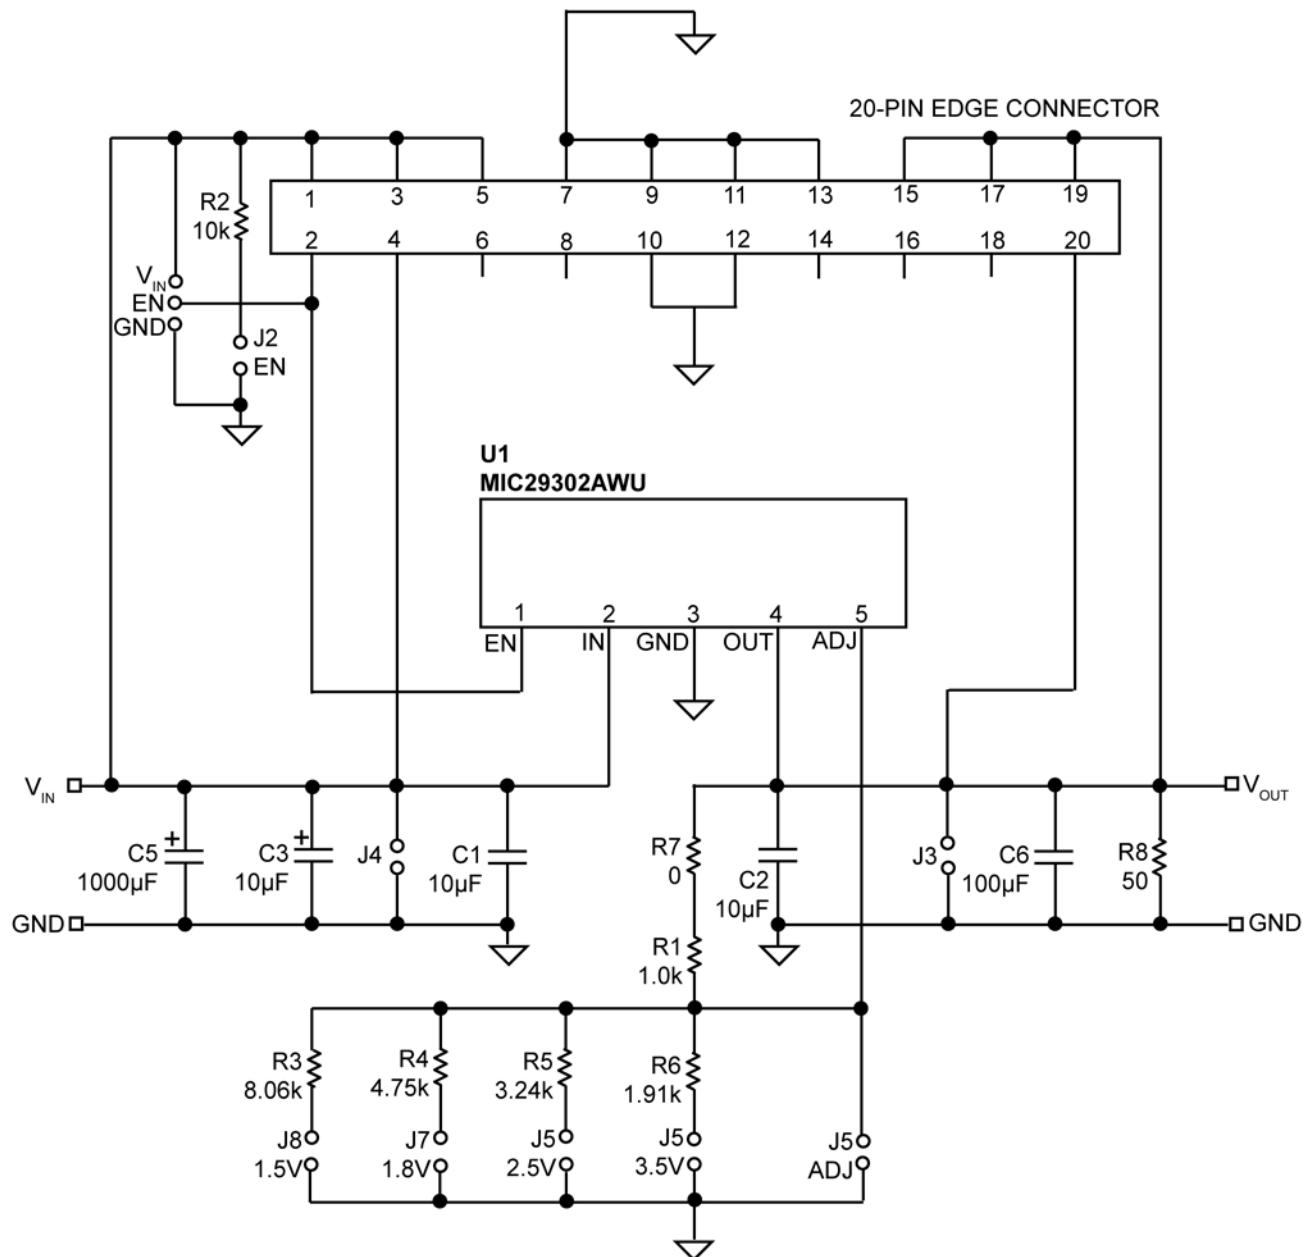 20-PIN EDGE CONNECTOR
1 3 5 7 9 11 13 15 17 19
R2
10k
2 4 6 8 10 12 14 16 18 20
VIN
EN
GND
J2
EN
U1
MIC29302AWU
1 2 3 4 5
EN IN GND OUT ADJ
VIN
VOUT
+
C5
1000µF
+
C3
10µF
J4
C1
10µF
R7
0
C2
10µF
J3
C6
100µF
R8
50
GND
GND
R1
1.0k
R3
8.06k
R4
4.75k
R5
3.24k
R6
1.91k
J8
1.5V
J7
1.8V
J5
2.5V
J5
3.5V
J5
ADJ